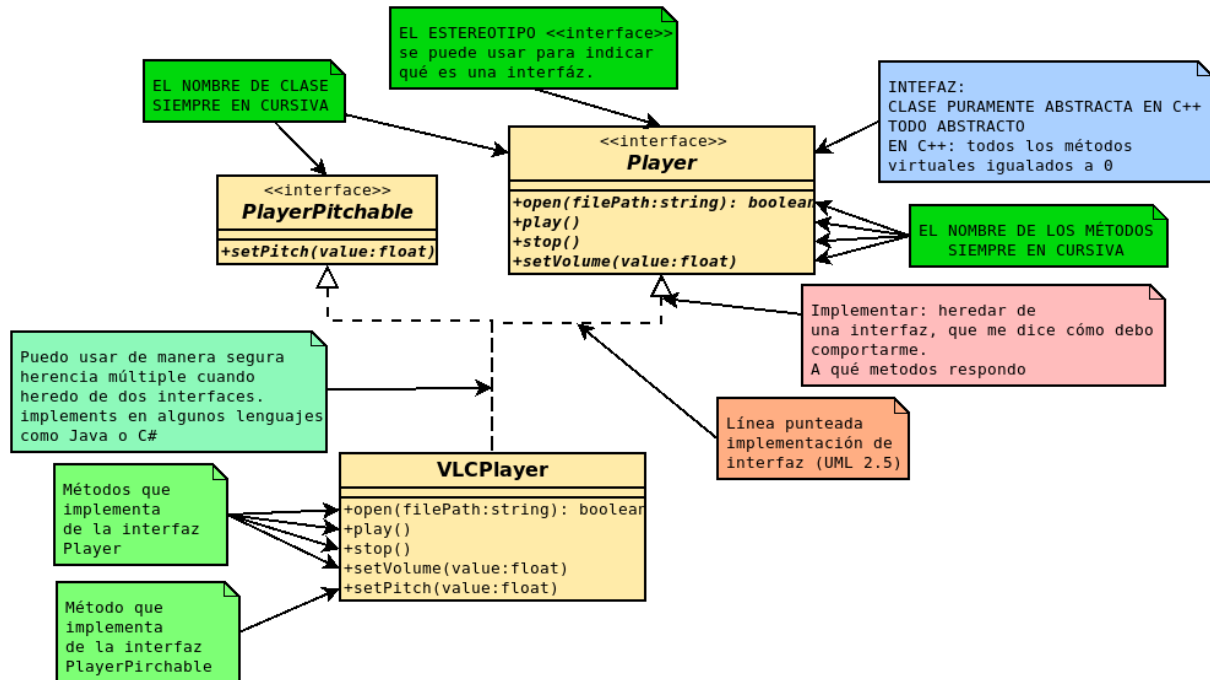 EL ESTEREOTIPO <<interface>>
se puede usar para indicar
qué es una interfáz.
EL NOMBRE DE CLASE
SIEMPRE EN CURSIVA
INTEFAZ:
CLASE PURAMENTE ABSTRACTA EN C++
TODO ABSTRACTO
EN C++: todos los métodos
virtuales igualados a 0
<<interface>>
Player
+open(filePath:string): boolean
+play()
+stop()
+setVolume(value:float)
<<interface>>
PlayerPitchable
+setPitch(value:float)
EL NOMBRE DE LOS MÉTODOS
SIEMPRE EN CURSIVA
Implementar: heredar de
una interfaz, que me dice cómo debo
comportarme.
A qué metodos respondo
Puedo usar de manera segura
herencia múltiple cuando
heredo de dos interfaces.
implements en algunos lenguajes
como Java o C#
Línea punteada
implementación de
interfaz (UML 2.5)
VLCPlayer
+open(filePath:string): boolean
+play()
+stop()
+setVolume(value:float)
+setPitch(value:float)
Métodos que
implementa
de la interfaz
Player
Método que
implementa
de la interfaz
PlayerPirchable